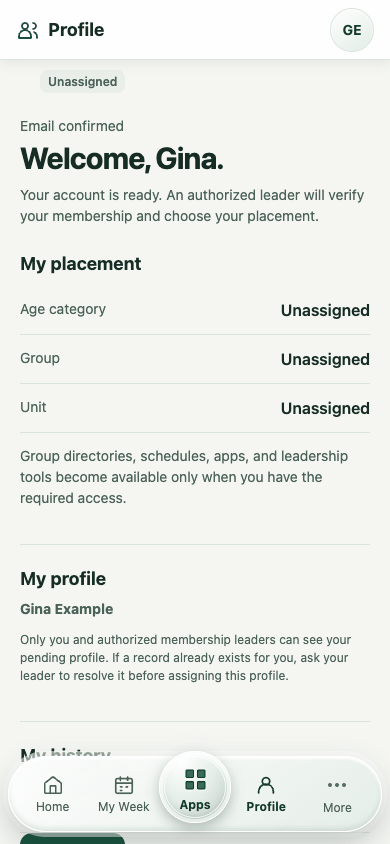 Profile
GE
Unassigned
Email confirmed
Welcome, Gina.
Your account is ready. An authorized leader will verify
your membership and choose your placement.
My placement
Age category
Unassigned
Group
Unassigned
Unit
Unassigned
Group directories, schedules, apps, and leadership
tools become available only when you have the
required access.
My profile
Gina Example
Only you and authorized membership leaders can see your
pending profile. If a record already exists for you, ask your
leader to resolve it before assigning this profile.
My history
Home
My Week
Apps
Profile
More